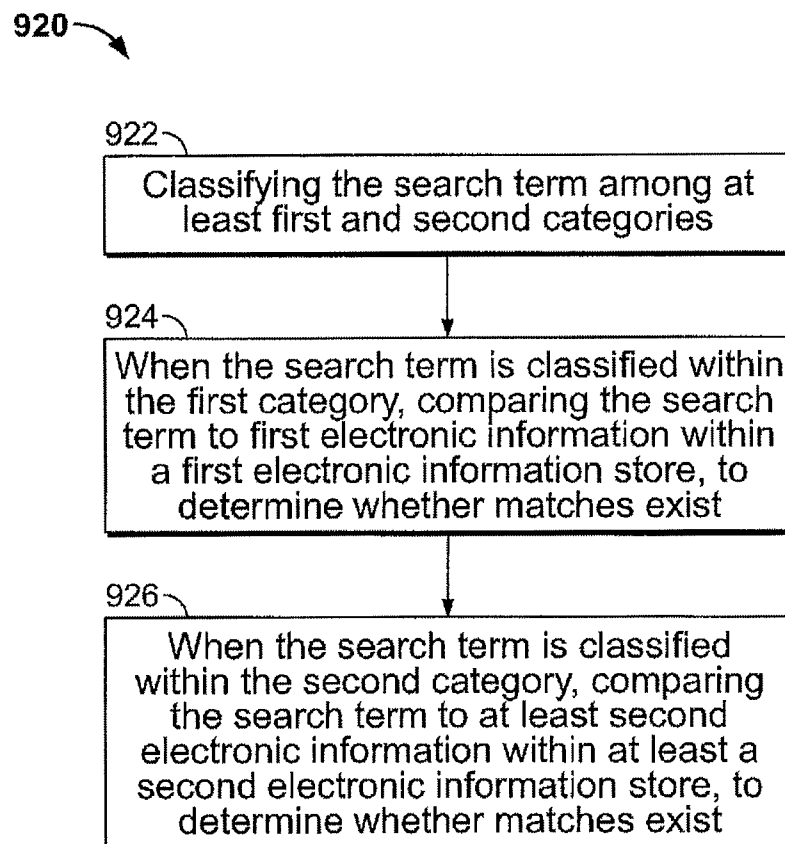 920
922
Classifying the search term among at
least first and second categories
924
When the search term is classified within
the first category, comparing the search
term to first electronic information within
a first electronic information store, to
determine whether matches exist
926
When the search term is classified
within the second category, comparing
the search term to at least second
electronic information within at least a
second electronic information store, to
determine whether matches exist